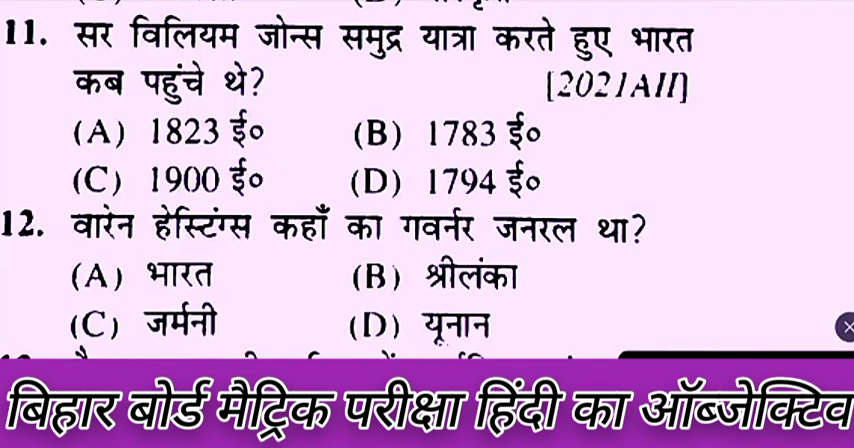 11. सर विलियम जोन्स समुद्र यात्रा करते हुए भारत
कब पहुंचे थे? [2021AII]
(A) 1823 ई० (B) 1783 ई०
(C) 1900 ई० (D) 1794 ई०
12. वारेन हेस्टिंग्स कहाँ का गवर्नर जनरल था?
(A) भारत (B) श्रीलंका
(C) जर्मनी (D) यूनान
बिहार बोर्ड मैट्रिक परीक्षा हिंदी का ऑब्जेक्टिव